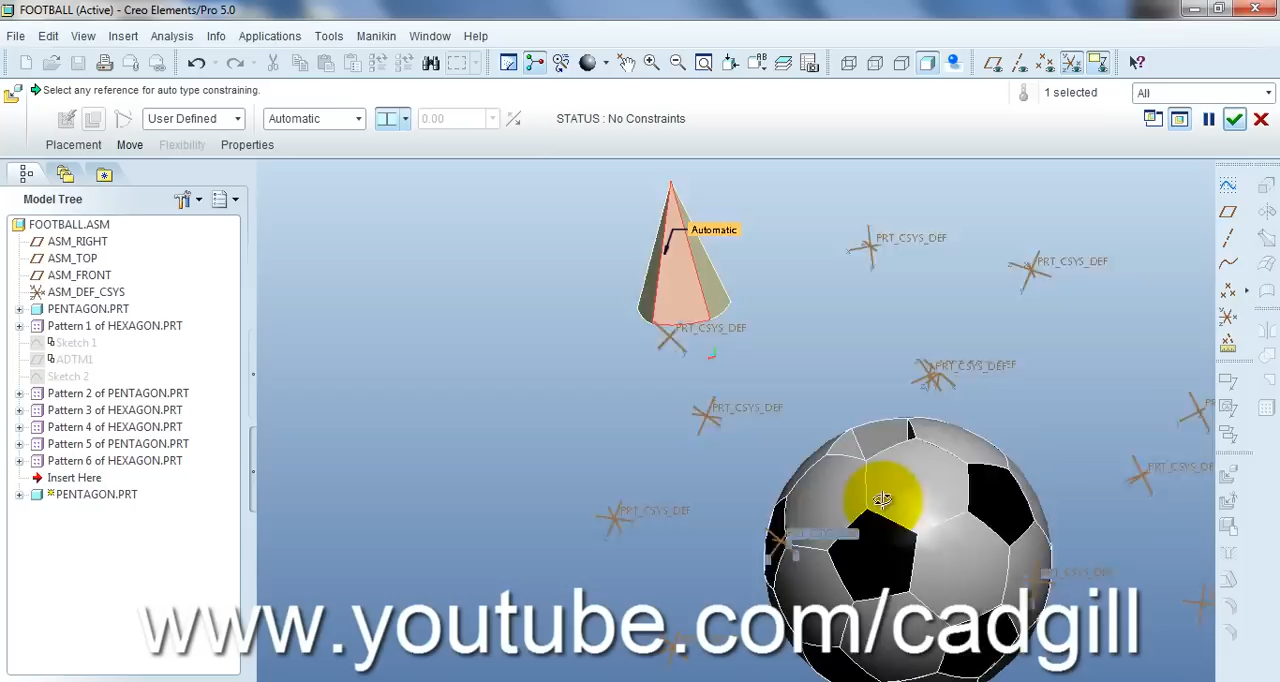 FOOTBALL (Active) - Creo Elements/Pro 5.0
File Edit View Insert Analysis Info Applications Tools Manikin Window Help
Select any reference for auto type constraining.
1 selected
All
User Defined
Automatic
0.00
STATUS : No Constraints
Placement Move Flexibility Properties
Model Tree
FOOTBALL.ASM
ASM_RIGHT
ASM_TOP
ASM_FRONT
ASM_DEF_CSYS
PENTAGON.PRT
Pattern 1 of HEXAGON.PRT
Sketch 1
ADTM1
Sketch 2
Pattern 2 of PENTAGON.PRT
Pattern 3 of HEXAGON.PRT
Pattern 4 of HEXAGON.PRT
Pattern 5 of PENTAGON.PRT
Pattern 6 of HEXAGON.PRT
Insert Here
PENTAGON.PRT
Automatic
PRT_CSYS_DEF
PRT_CSYS_DEF
PRT_CSYS_DEF
PRT_CSYS_DEF
PRT_CSYS_DEF
PRT_CSYS_DEF
www.youtube.com/cadgill